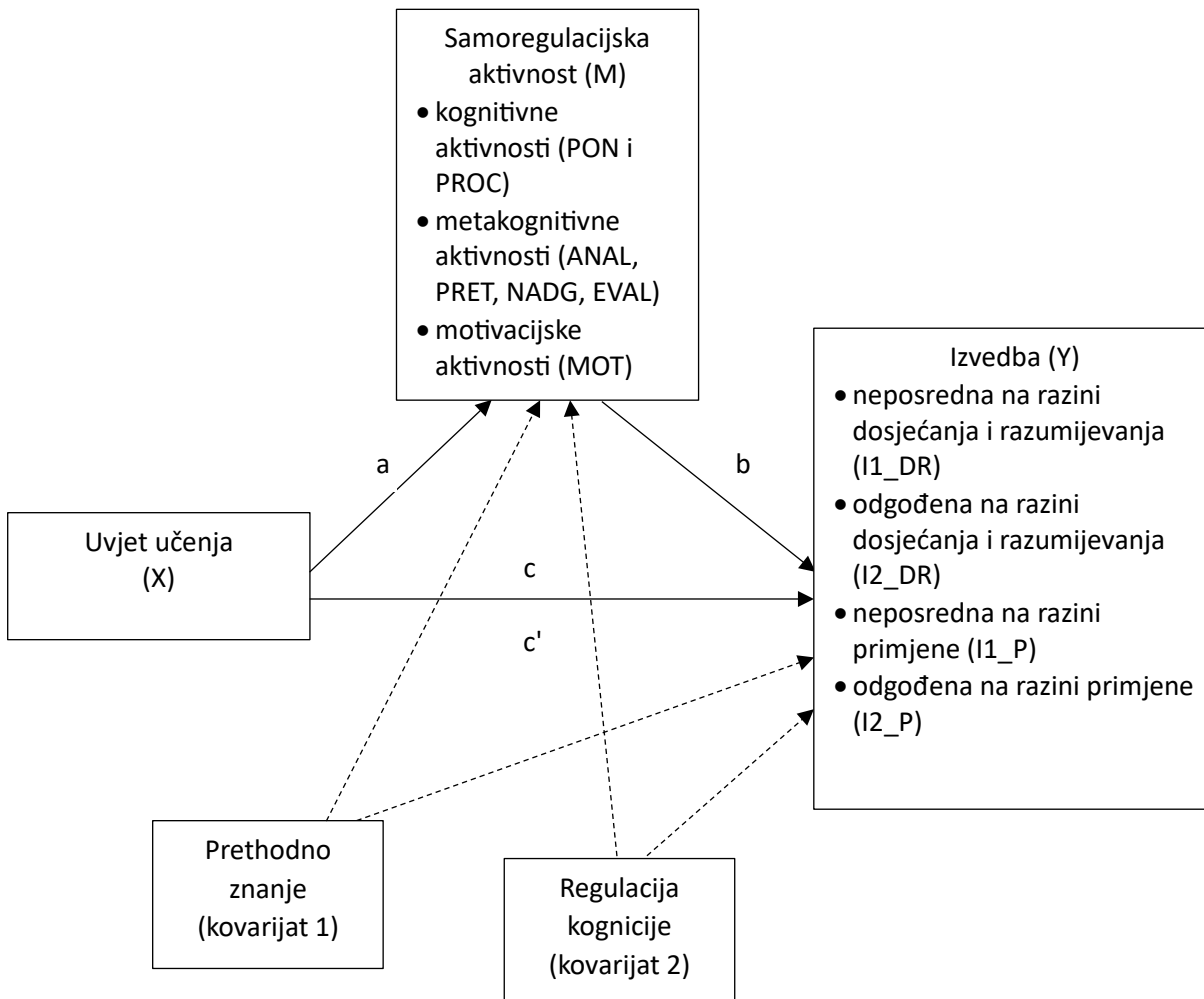 Samoregulacijska
aktivnost (M)
• kognitivne
aktivnosti (PON i
PROC)
• metakognitivne
aktivnosti (ANAL,
PRET, NADG, EVAL)
• motivacijske
aktivnosti (MOT)
Izvedba (Y)
• neposredna na razini
dosjećanja i razumijevanja
(I1_DR)
• odgođena na razini
dosjećanja i razumijevanja
(I2_DR)
• neposredna na razini
primjene (I1_P)
• odgođena na razini primjene
(I2_P)
a
b
Uvjet učenja
(X)
c
c'
Prethodno
znanje
(kovarijat 1)
Regulacija
kognicije
(kovarijat 2)